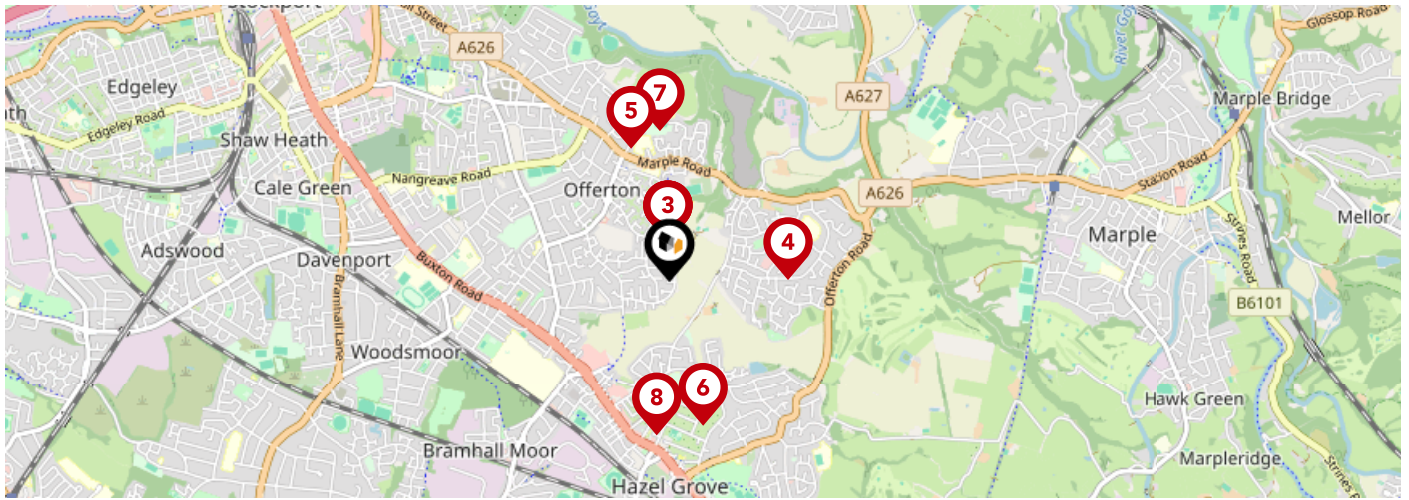 Stockport
Street
A626
River Goyt
Glossop Road
Edgeley
A627
Marple Bridge
Edgeley Road
7
5
Shaw Heath
Marple Road
Station Road
Nangreave Road
Cale Green
Offerton
A626
3
Mellor
Marple
4
Strines Road
Adswood
Davenport
Buxton Road
Offerton Road
Bramhall Lane
B6101
Woodsmoor
6
8
Hawk Green
Bramhall Moor
Marpleridge
Strines
Hazel Grove